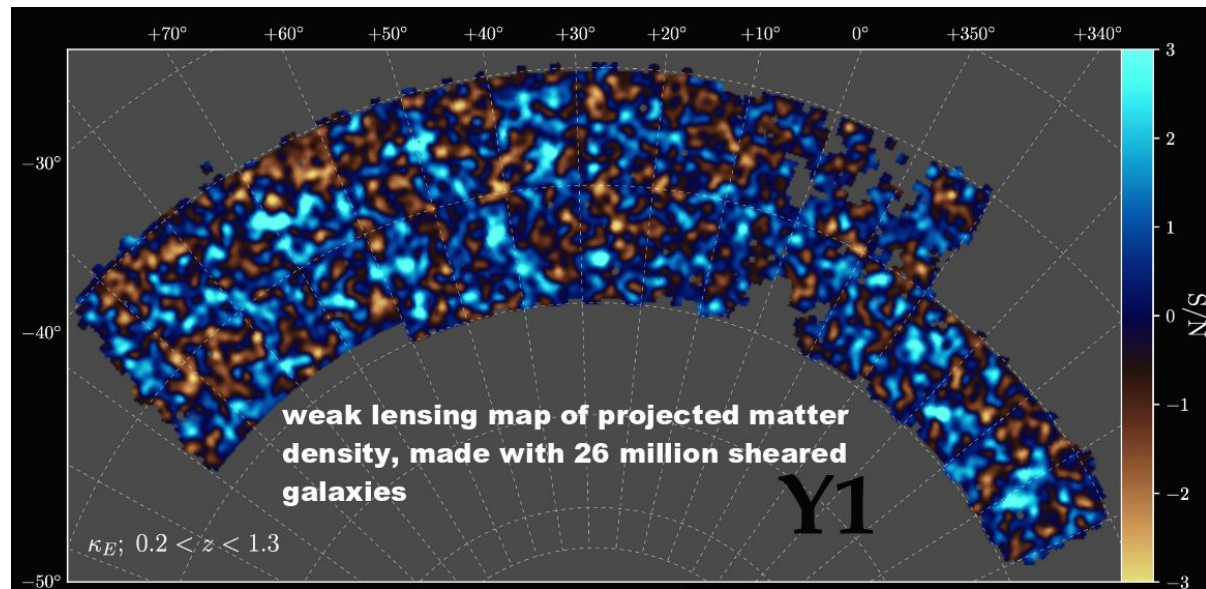 +70° +60° +50° +40° +30° +20° +10° 0° +350° +340°
3
−30°
2
1
−40°
0
S/N
weak lensing map of projected matter
density, made with 26 million sheared
galaxies
−1
Y1
−2
κ_E; 0.2 < z < 1.3
−50°
−3